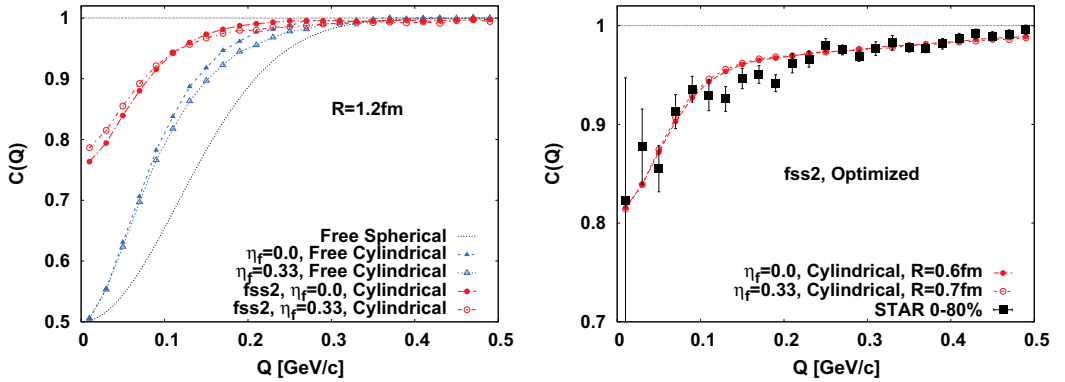 C(Q)
1
0.9
0.8
0.7
0.6
0.5
R=1.2fm
Free Spherical
η_f=0.0, Free Cylindrical
η_f=0.33, Free Cylindrical
fss2, η_f=0.0, Cylindrical
fss2, η_f=0.33, Cylindrical
0 0.1 0.2 0.3 0.4 0.5
Q [GeV/c]
C(Q)
1
0.9
0.8
0.7
fss2, Optimized
η_f=0.0, Cylindrical, R=0.6fm
η_f=0.33, Cylindrical, R=0.7fm
STAR 0-80%
0 0.1 0.2 0.3 0.4 0.5
Q [GeV/c]